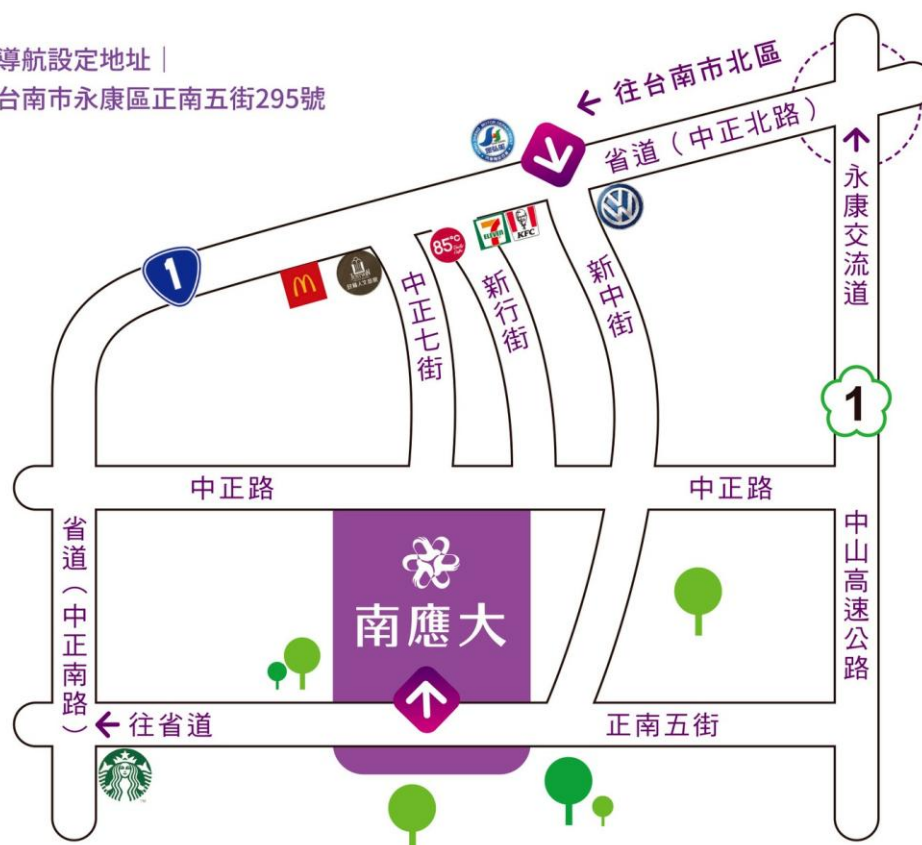 導航設定地址｜
台南市永康區正南五街295號
往台南市北區
省道（中正北路）
永康交流道
1
85°C
7
ELEVEN
KFC
中正七街
新行街
新中街
1
中正路
中正路
省道（中正南路）
南應大
中山高速公路
往省道
正南五街